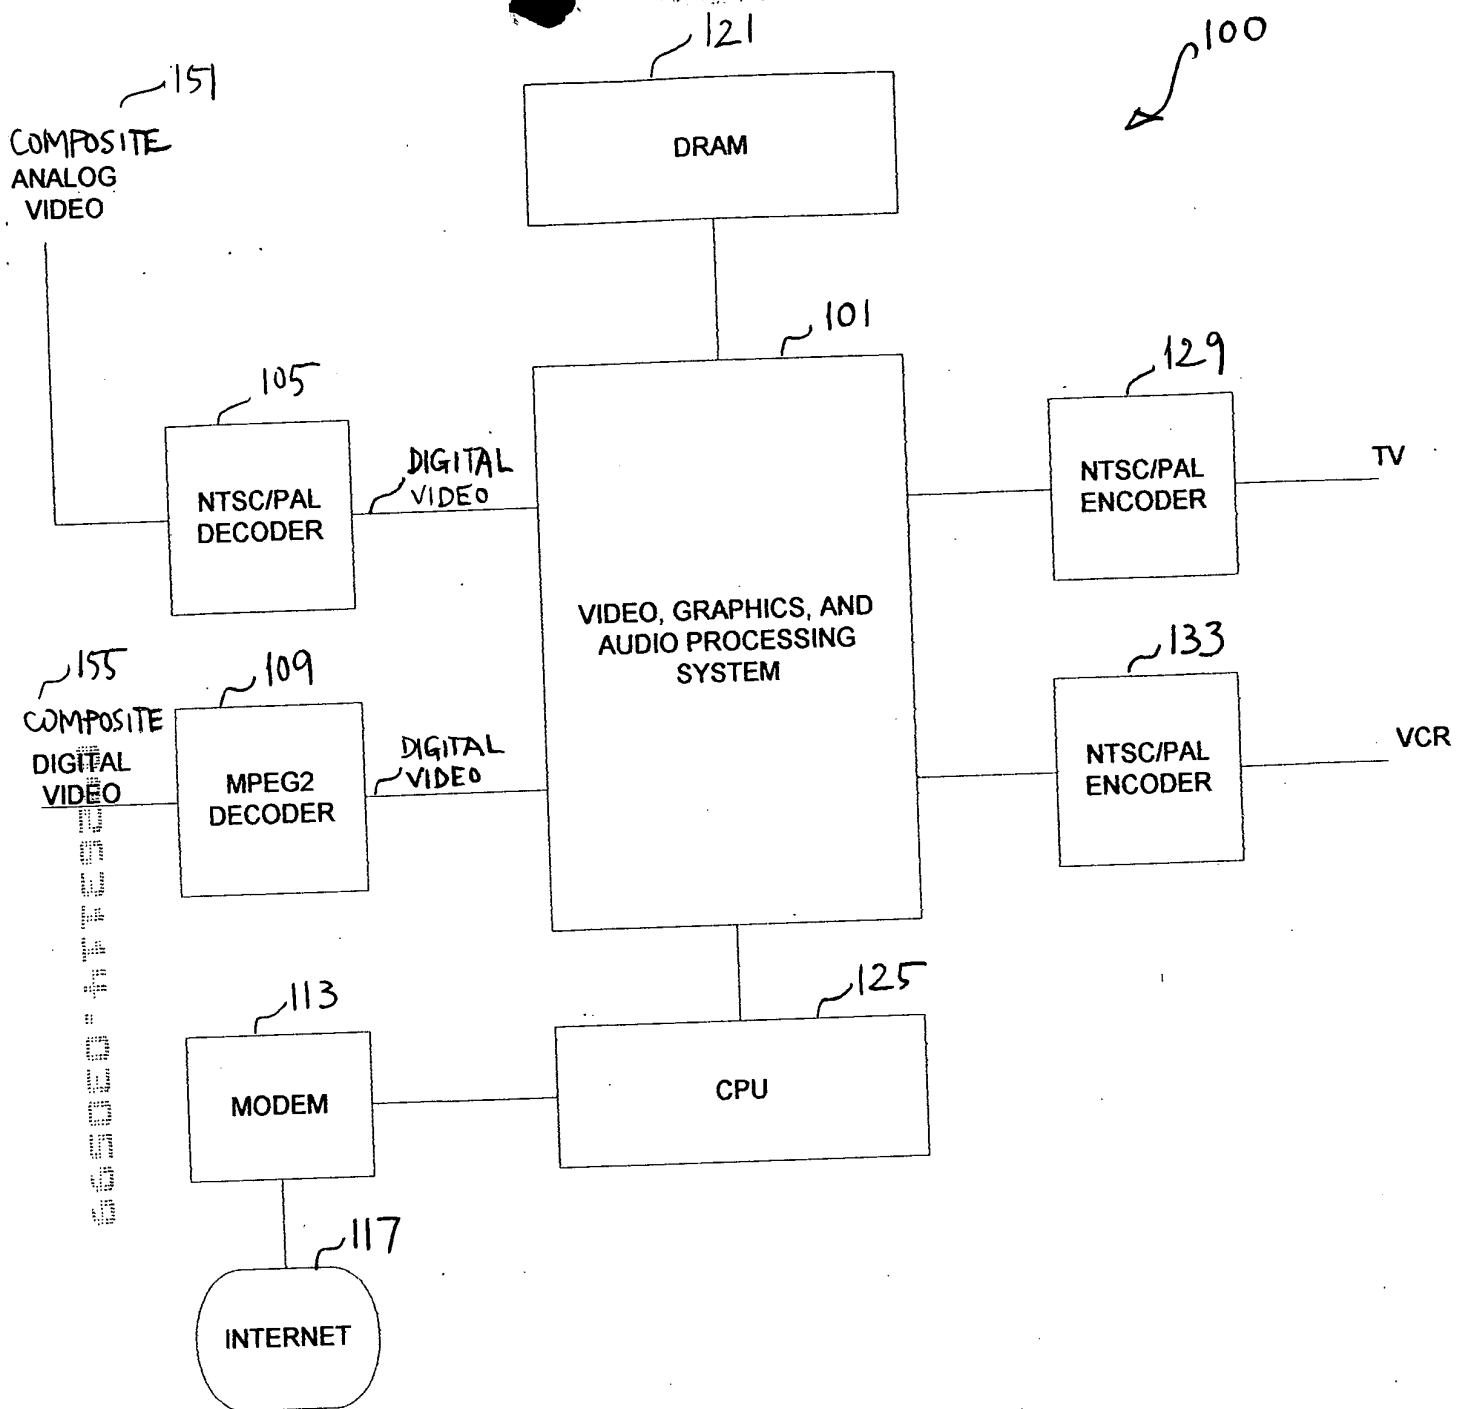 121
100
151
COMPOSITE
ANALOG
VIDEO
DRAM
101
129
105
DIGITAL
VIDEO
NTSC/PAL
DECODER
NTSC/PAL
ENCODER
TV
VIDEO, GRAPHICS, AND
AUDIO PROCESSING
SYSTEM
155
COMPOSITE
DIGITAL
VIDEO
109
DIGITAL
VIDEO
MPEG2
DECODER
133
NTSC/PAL
ENCODER
VCR
113
MODEM
125
CPU
117
INTERNET